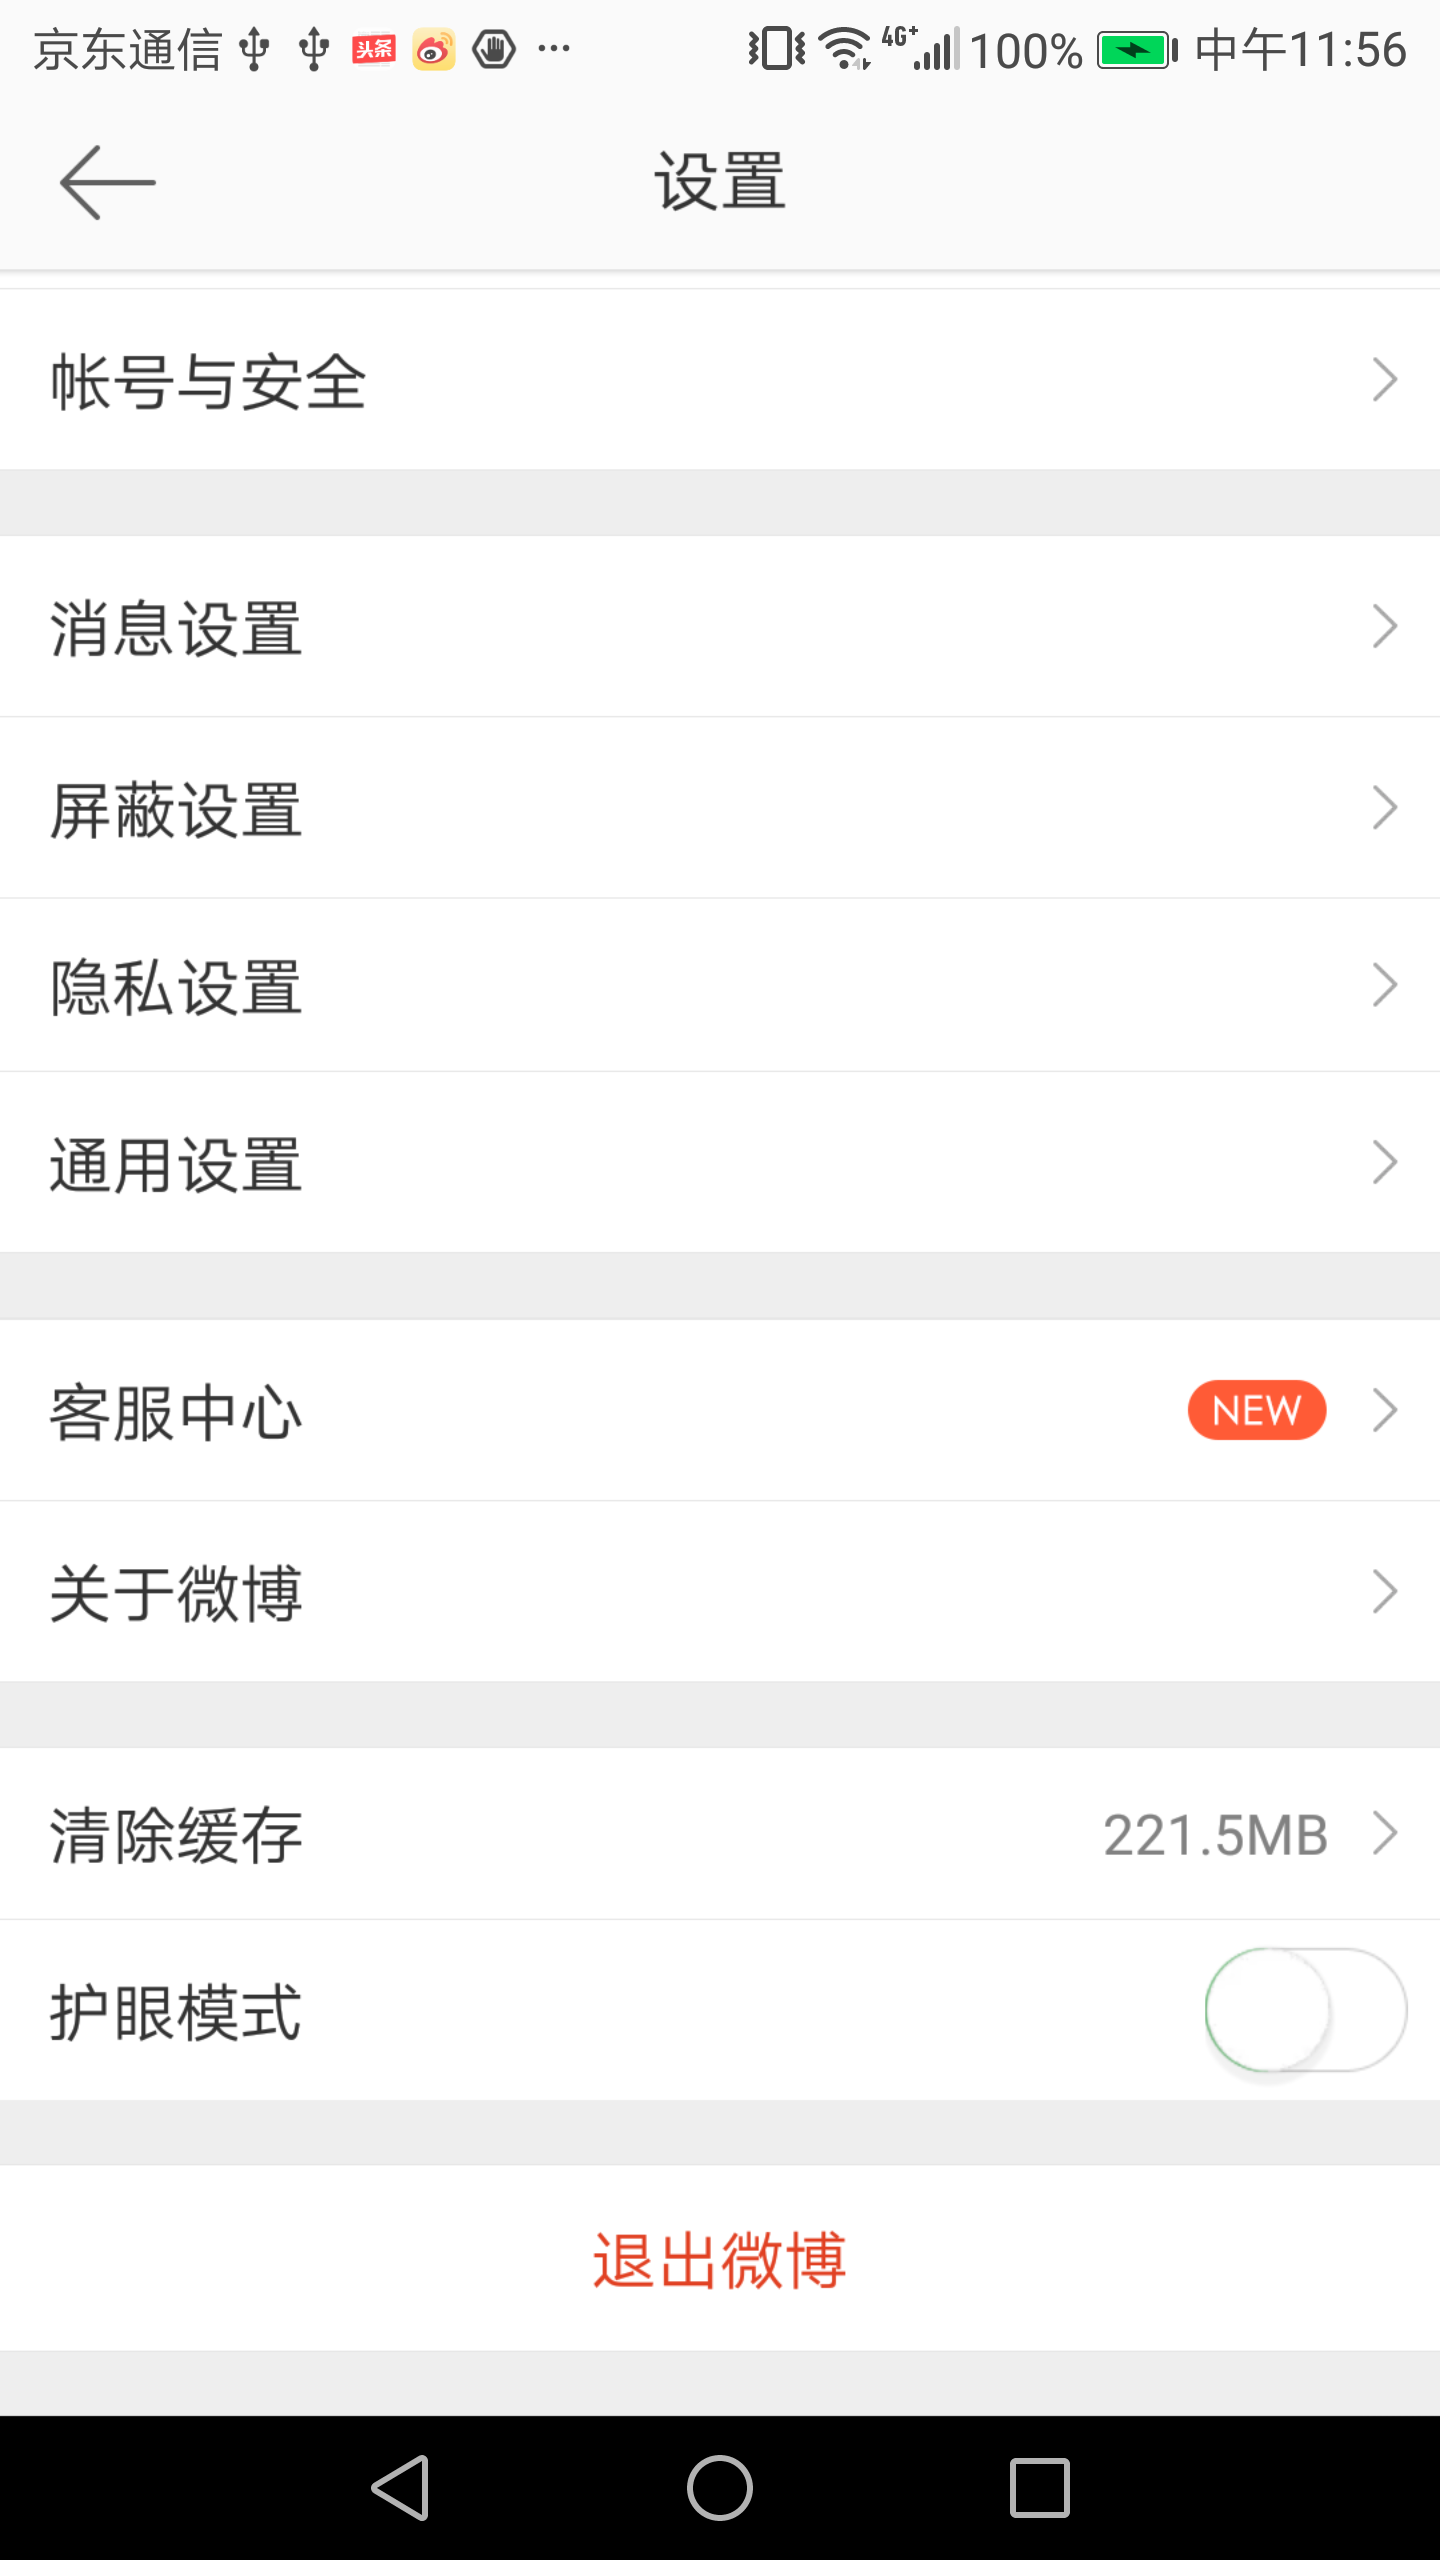 京东通信 头条 ... 4G+ 100% 中午11:56
设置
帐号与安全
消息设置
屏蔽设置
隐私设置
通用设置
客服中心 NEW
关于微博
清除缓存 221.5MB
护眼模式
退出微博